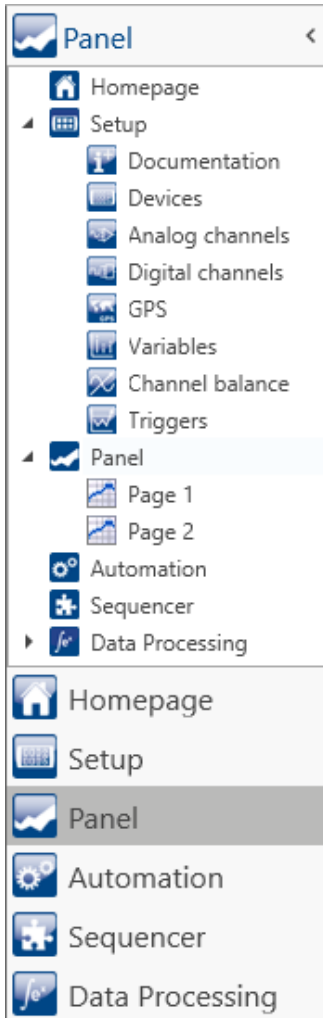 Panel
Homepage
Setup
Documentation
Devices
Analog channels
Digital channels
GPS
Variables
Channel balance
Triggers
Panel
Page 1
Page 2
Automation
Sequencer
Data Processing
Homepage
Setup
Panel
Automation
Sequencer
Data Processing